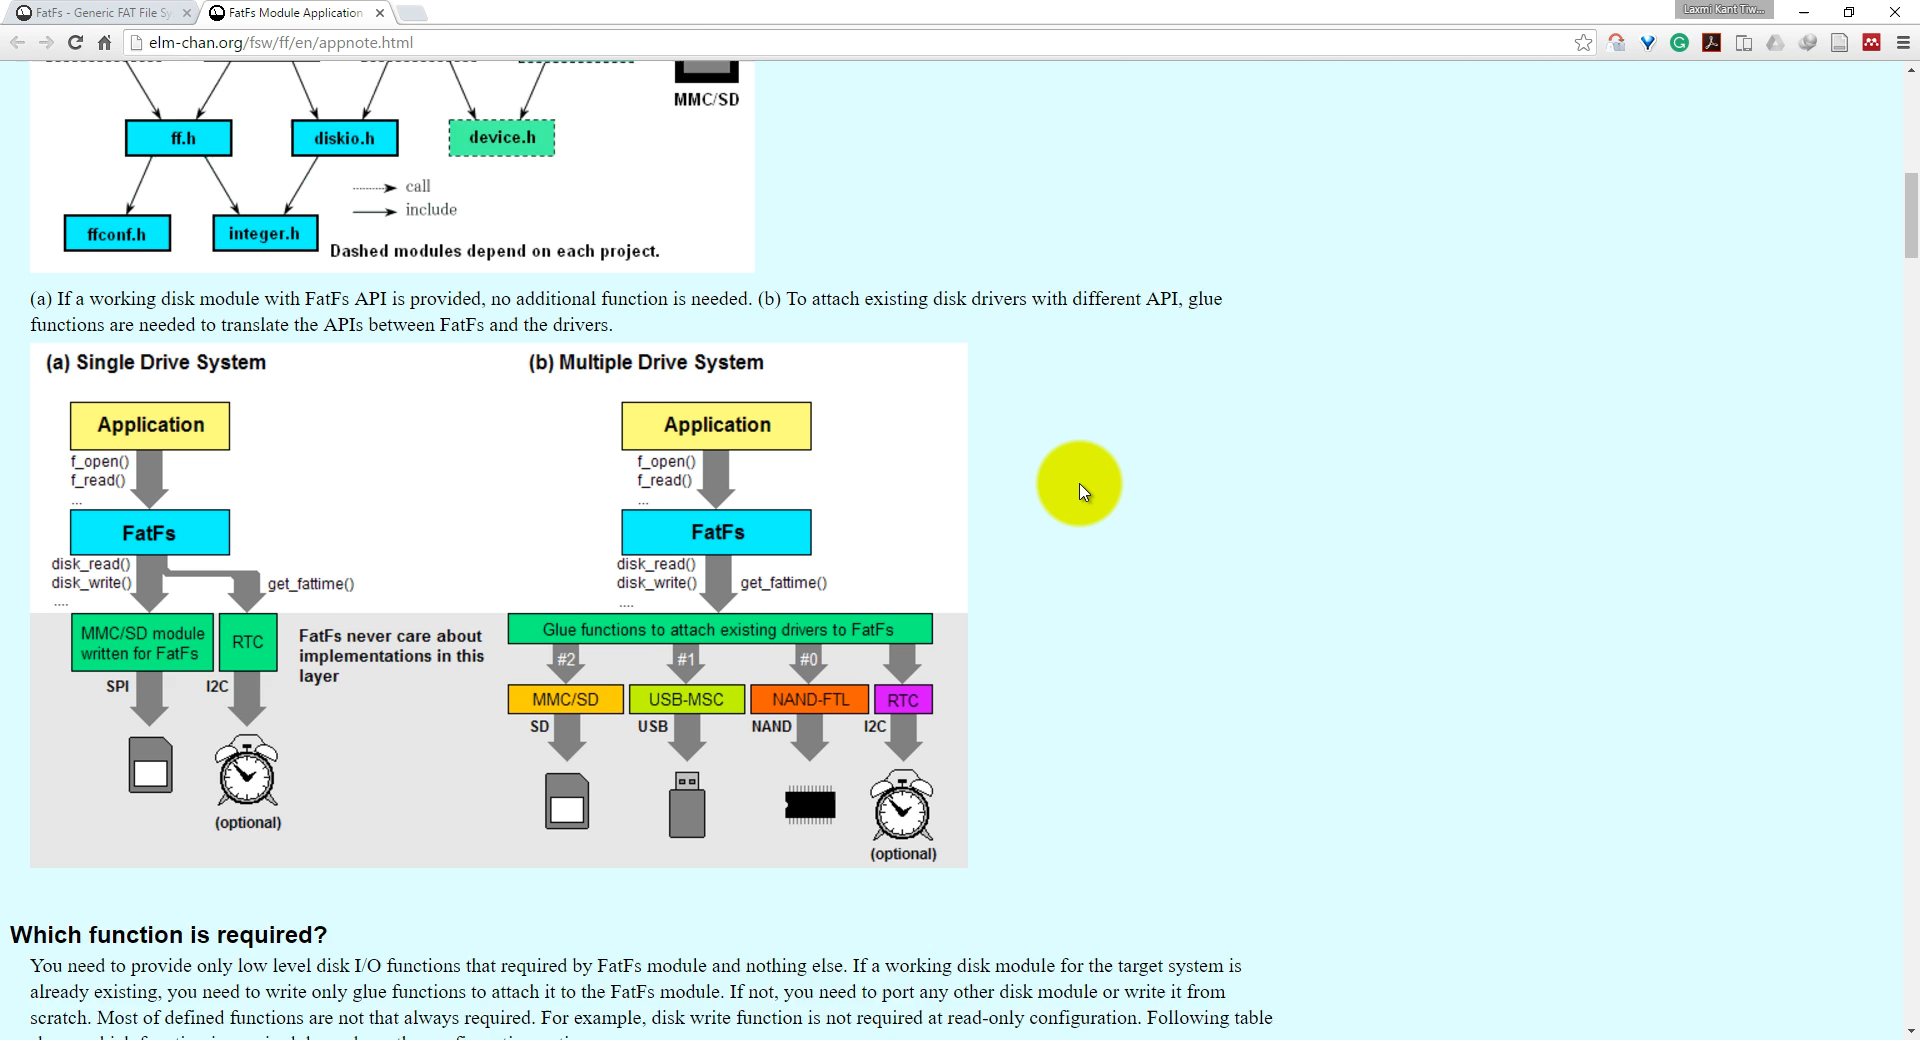 FatFs - Generic FAT File Sy
FatFs Module Application
Laxmi Kant Tiw...
elm-chan.org/fsw/ff/en/appnote.html
MMC/SD
ff.h
diskio.h
device.h
call
include
ffconf.h
integer.h
Dashed modules depend on each project.
(a) If a working disk module with FatFs API is provided, no additional function is needed. (b) To attach existing disk drivers with different API, glue
functions are needed to translate the APIs between FatFs and the drivers.
(a) Single Drive System
Application
f_open()
f_read()
...
FatFs
disk_read()
disk_write()
....
get_fattime()
MMC/SD module
written for FatFs
RTC
FatFs never care about
implementations in this
layer
SPI
I2C
(optional)
(b) Multiple Drive System
Application
f_open()
f_read()
...
FatFs
disk_read()
disk_write()
....
get_fattime()
Glue functions to attach existing drivers to FatFs
#2
#1
#0
MMC/SD
USB-MSC
NAND-FTL
RTC
SD
USB
NAND
I2C
(optional)
Which function is required?
You need to provide only low level disk I/O functions that required by FatFs module and nothing else. If a working disk module for the target system is
already existing, you need to write only glue functions to attach it to the FatFs module. If not, you need to port any other disk module or write it from
scratch. Most of defined functions are not that always required. For example, disk write function is not required at read-only configuration. Following table